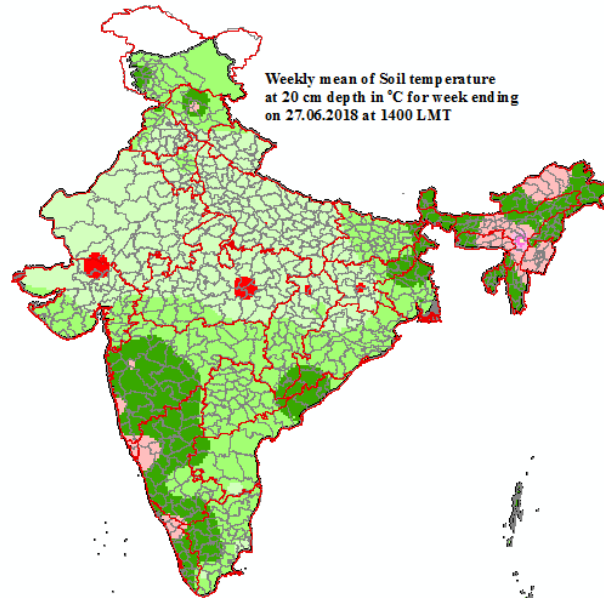 Weekly mean of Soil temperature
at 20 cm depth in °C for week ending
on 27.06.2018 at 1400 LMT